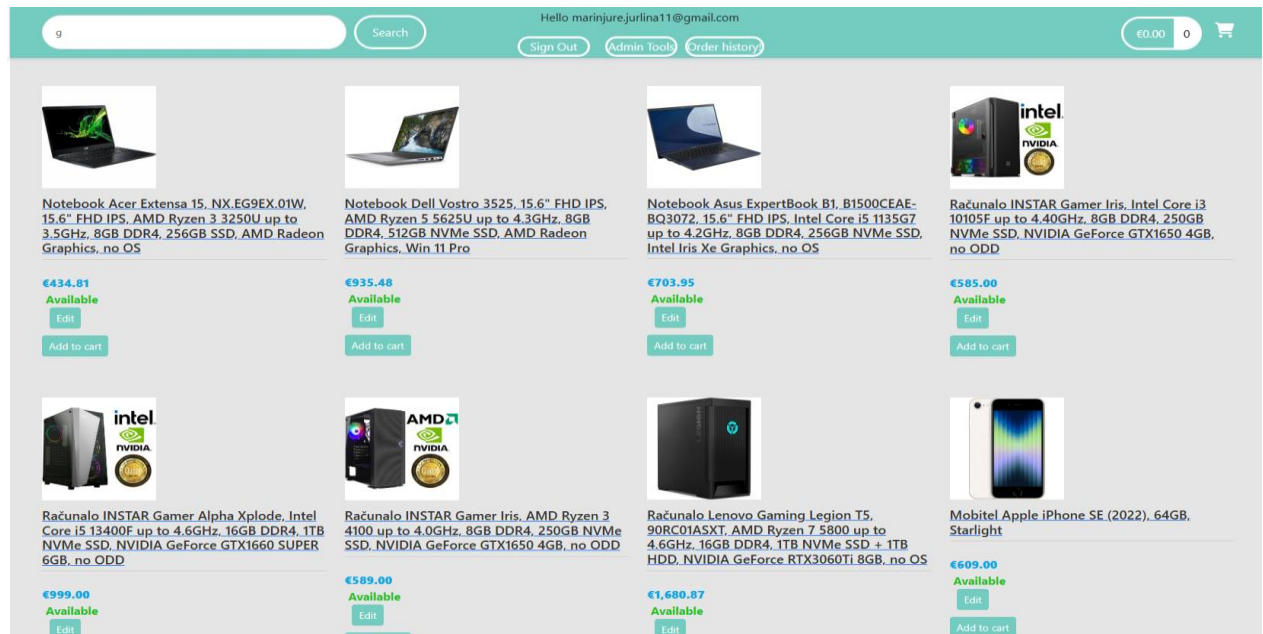 g
Search
Hello marinjure.jurlina11@gmail.com
Sign Out
Admin Tools
Order history!
€0.00
0
Notebook Acer Extensa 15, NX.EG9EX.01W,
15.6" FHD IPS, AMD Ryzen 3 3250U up to
3.5GHz, 8GB DDR4, 256GB SSD, AMD Radeon
Graphics, no OS
€434.81
Available
Edit
Add to cart
Notebook Dell Vostro 3525, 15.6" FHD IPS,
AMD Ryzen 5 5625U up to 4.3GHz, 8GB
DDR4, 512GB NVMe SSD, AMD Radeon
Graphics, Win 11 Pro
€935.48
Available
Edit
Add to cart
Notebook Asus ExpertBook B1, B1500CEAE-
BQ3072, 15.6" FHD IPS, Intel Core i5 1135G7
up to 4.2GHz, 8GB DDR4, 256GB NVMe SSD,
Intel Iris Xe Graphics, no OS
€703.95
Available
Edit
Add to cart
intel.
NVIDIA.
Računalo INSTAR Gamer Iris, Intel Core i3
10105F up to 4.40GHz, 8GB DDR4, 250GB
NVMe SSD, NVIDIA GeForce GTX1650 4GB,
no ODD
€585.00
Available
Edit
Add to cart
intel.
NVIDIA.
Računalo INSTAR Gamer Alpha Xplode, Intel
Core i5 13400F up to 4.6GHz, 16GB DDR4, 1TB
NVMe SSD, NVIDIA GeForce GTX1660 SUPER
6GB, no ODD
€999.00
Available
Edit
AMD
NVIDIA.
Računalo INSTAR Gamer Iris, AMD Ryzen 3
4100 up to 4.0GHz, 8GB DDR4, 250GB NVMe
SSD, NVIDIA GeForce GTX1650 4GB, no ODD
€589.00
Available
Edit
Računalo Lenovo Gaming Legion T5,
90RC01ASXT, AMD Ryzen 7 5800 up to
4.6GHz, 16GB DDR4, 1TB NVMe SSD + 1TB
HDD, NVIDIA GeForce RTX3060Ti 8GB, no OS
€1,680.87
Available
Edit
Mobitel Apple iPhone SE (2022), 64GB,
Starlight
€609.00
Available
Edit
Add to cart